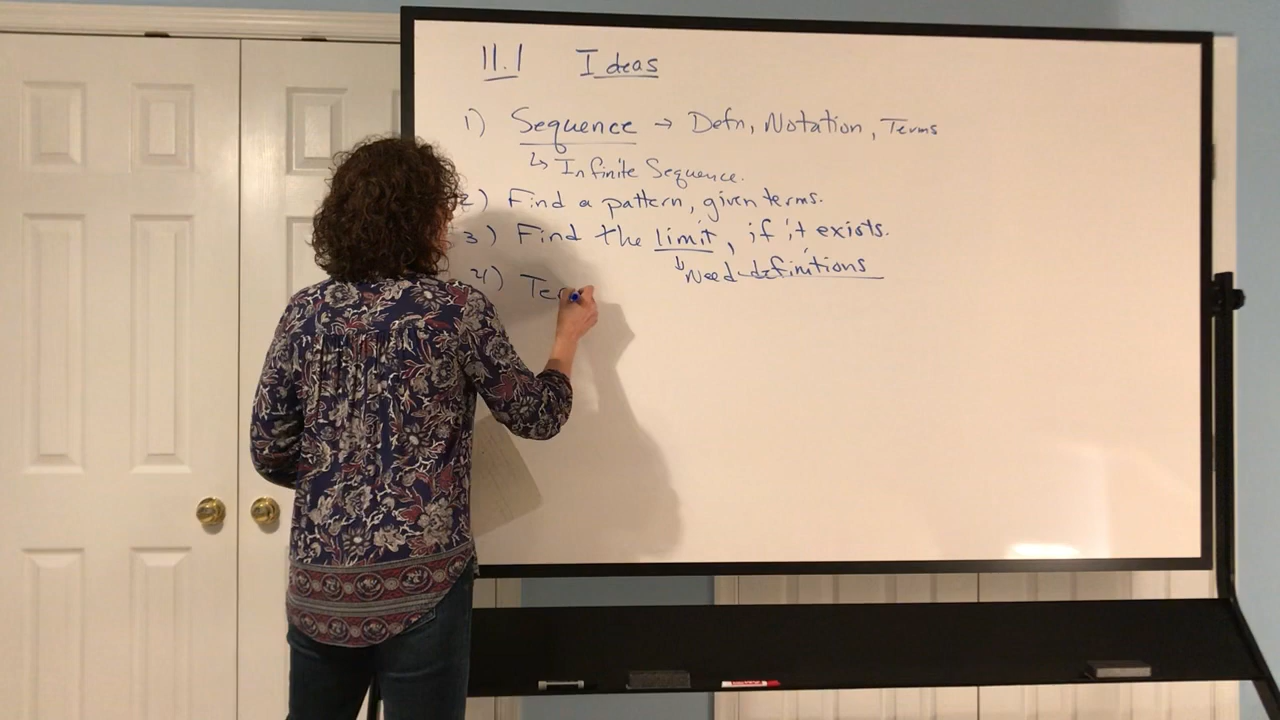 11.1 Ideas
1) Sequence → Defn, Notation, Terms
↳ Infinite Sequence.
2) Find a pattern, given terms.
3) Find the limit, if it exists.
↓ Need definitions
4) Ter